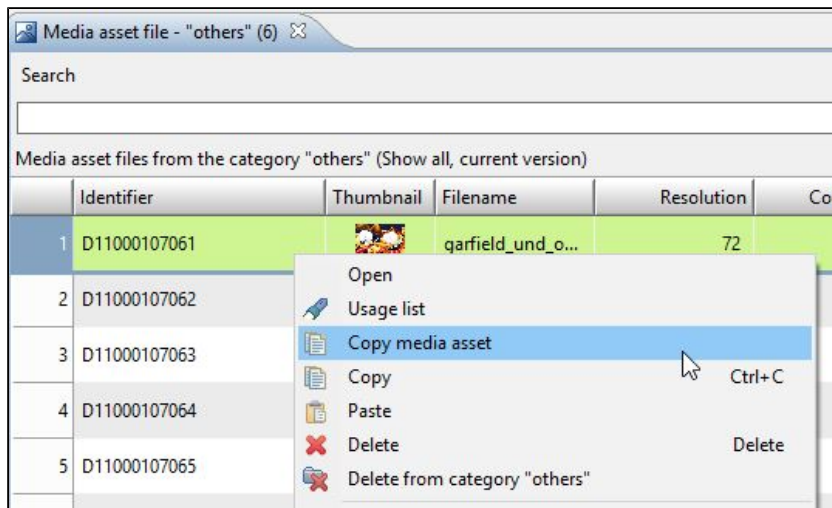 Media asset file - "others" (6)
Search
Media asset files from the category "others" (Show all, current version)
Identifier Thumbnail Filename Resolution Co
1 D11000107061 garfield_und_o... 72
Open
2 D11000107062
Usage list
Copy media asset
3 D11000107063
Copy Ctrl+C
4 D11000107064
Paste
Delete Delete
5 D11000107065
Delete from category "others"